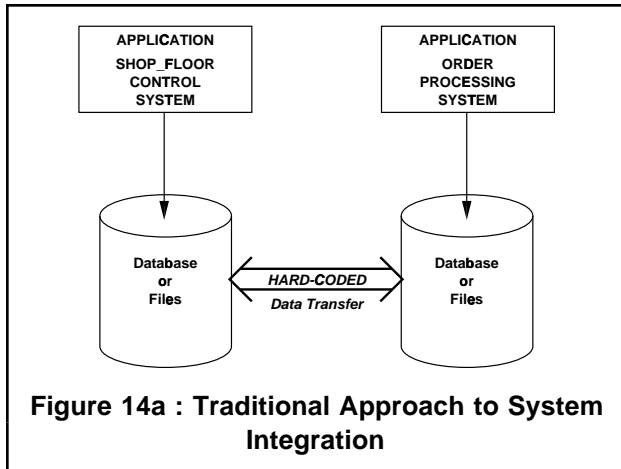 APPLICATION
SHOP_FLOOR
CONTROL
SYSTEM
APPLICATION
ORDER
PROCESSING
SYSTEM
Database
or
Files
HARD-CODED
Data Transfer
Database
or
Files
Figure 14a : Traditional Approach to System
Integration